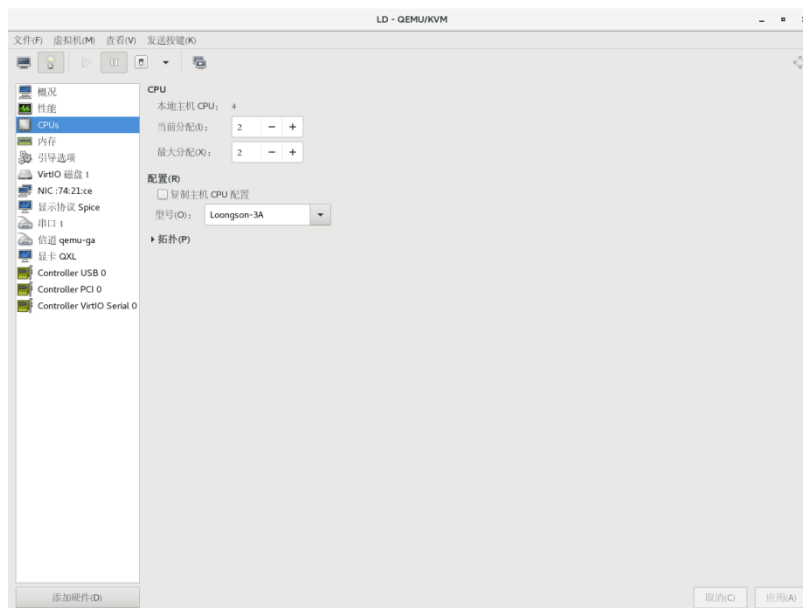 LD - QEMU/KVM
文件(F) 虚拟机(M) 查看(V) 发送按键(K)
概况
性能
CPUs
内存
引导选项
VirtIO 磁盘 1
NIC :74:21:ce
显示协议 Spice
串口 1
信道 qemu-ga
显卡 QXL
Controller USB 0
Controller PCI 0
Controller VirtIO Serial 0
添加硬件(D)
CPU
本地主机 CPU： 4
当前分配(I)： 2
最大分配(X)： 2
配置(R)
复制主机 CPU 配置
型号(O)： Loongson-3A
拓扑(P)
取消(C) 应用(A)